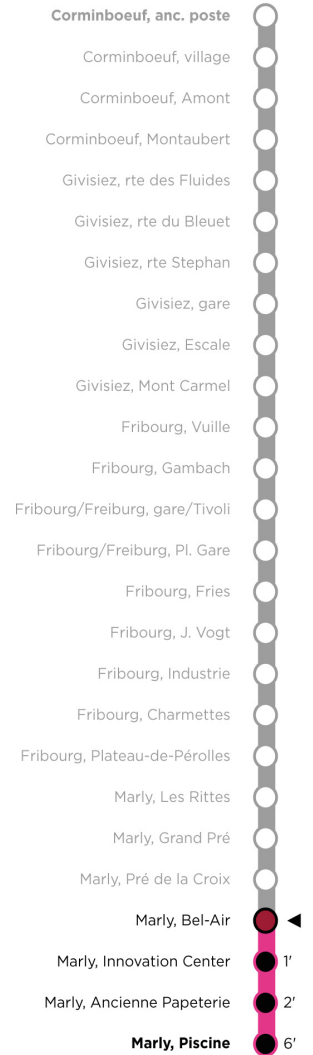 Corminboeuf, anc. poste
Corminboeuf, village
Corminboeuf, Amont
Corminboeuf, Montaubert
Givisiez, rte des Fluides
Givisiez, rte du Bleuet
Givisiez, rte Stephan
Givisiez, gare
Givisiez, Escale
Givisiez, Mont Carmel
Fribourg, Vuille
Fribourg, Gambach
Fribourg/Freiburg, gare/Tivoli
Fribourg/Freiburg, Pl. Gare
Fribourg, Fries
Fribourg, J. Vogt
Fribourg, Industrie
Fribourg, Charmettes
Fribourg, Plateau-de-Pérolles
Marly, Les Rittes
Marly, Grand Pré
Marly, Pré de la Croix
Marly, Bel-Air
Marly, Innovation Center 1'
Marly, Ancienne Papeterie 2'
Marly, Piscine 6'